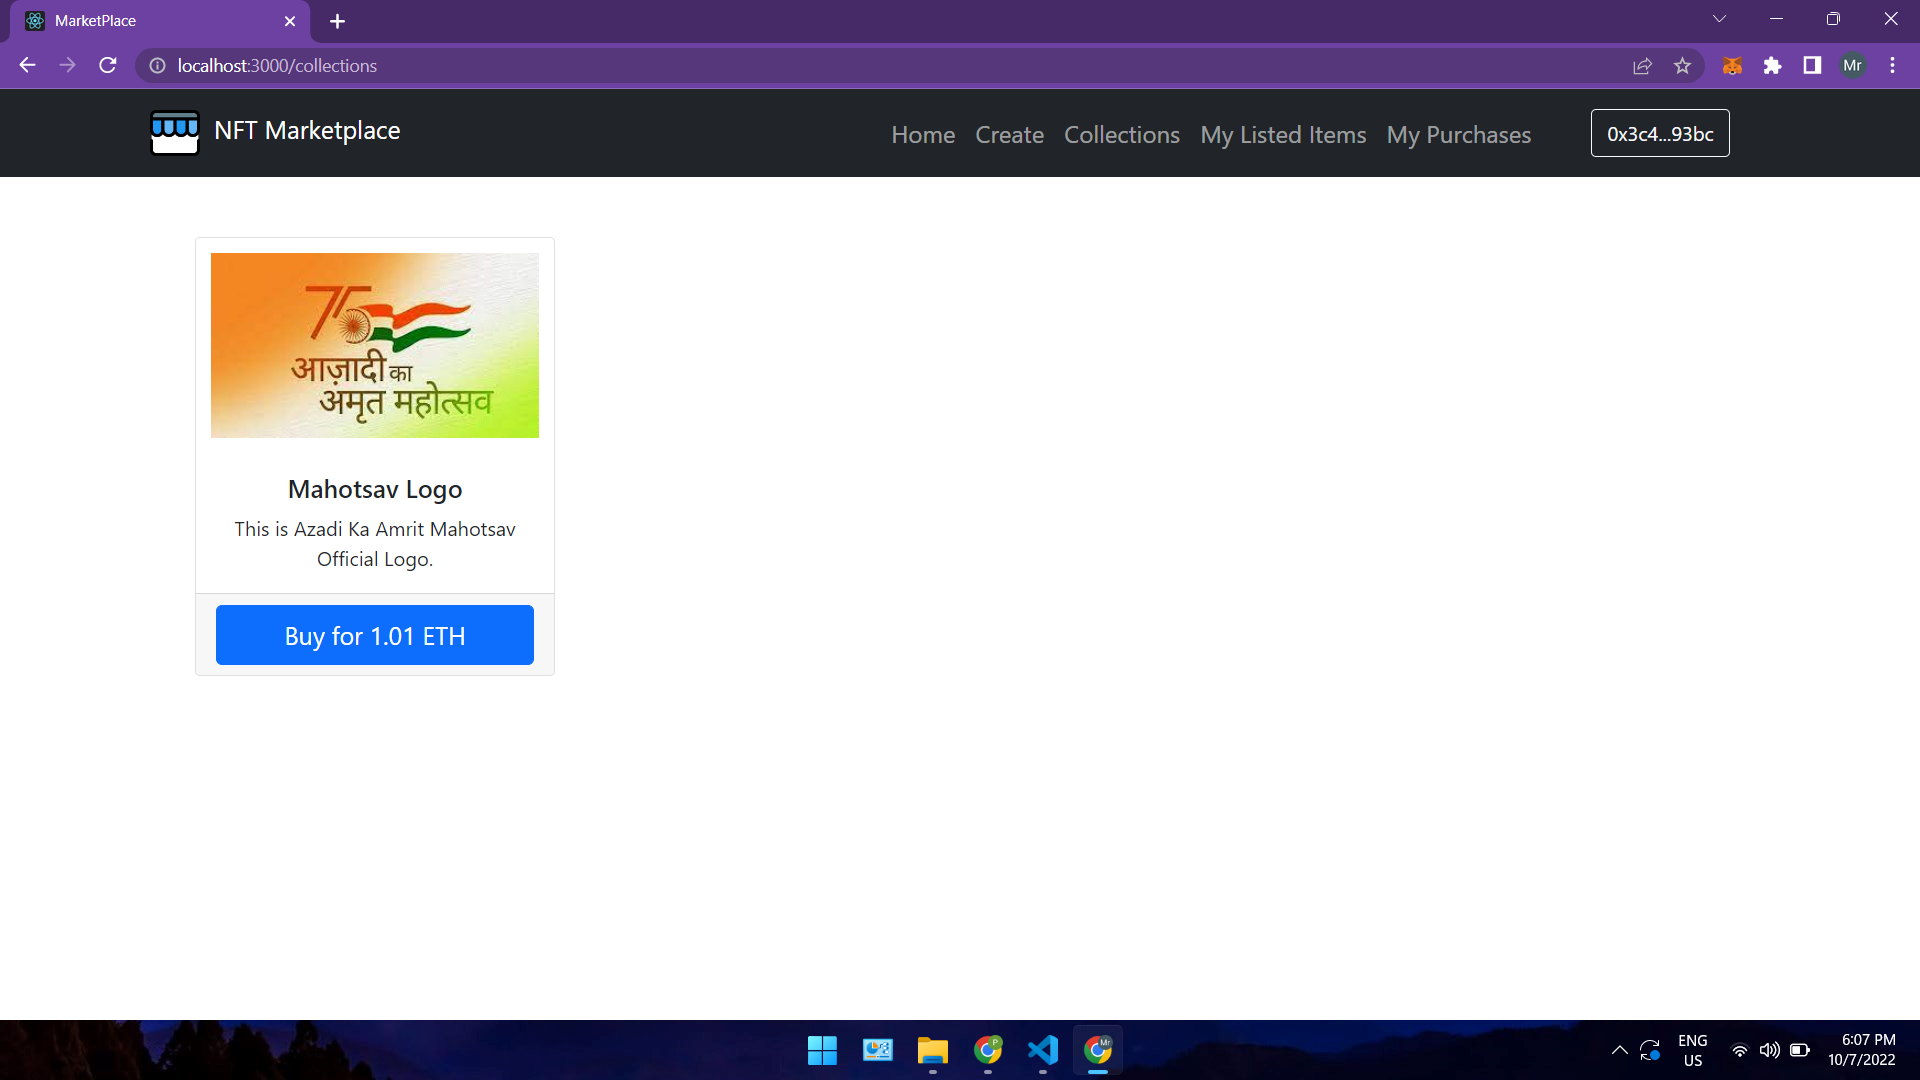 MarketPlace
localhost:3000/collections
Mr
NFT Marketplace
Home Create Collections My Listed Items My Purchases
0x3c4...93bc
75
आज़ादी का
अमृत महोत्सव
Mahotsav Logo
This is Azadi Ka Amrit Mahotsav
Official Logo.
Buy for 1.01 ETH
P
Mr
ENG
US
6:07 PM
10/7/2022